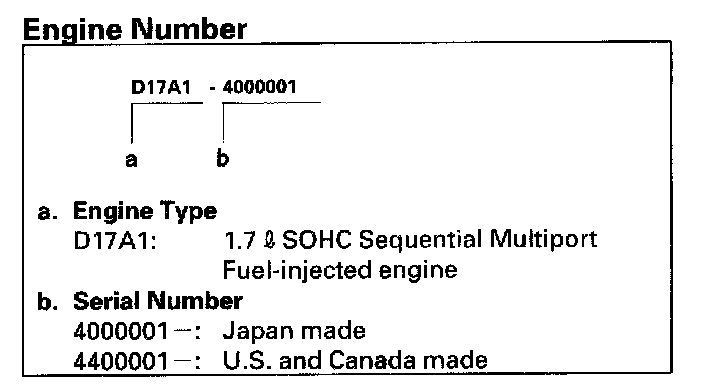 Engine Number
D17A1 - 4000001
a b
a. Engine Type
D17A1: 1.7 ℓ SOHC Sequential Multiport
Fuel-injected engine
b. Serial Number
4000001—: Japan made
4400001—: U.S. and Canada made